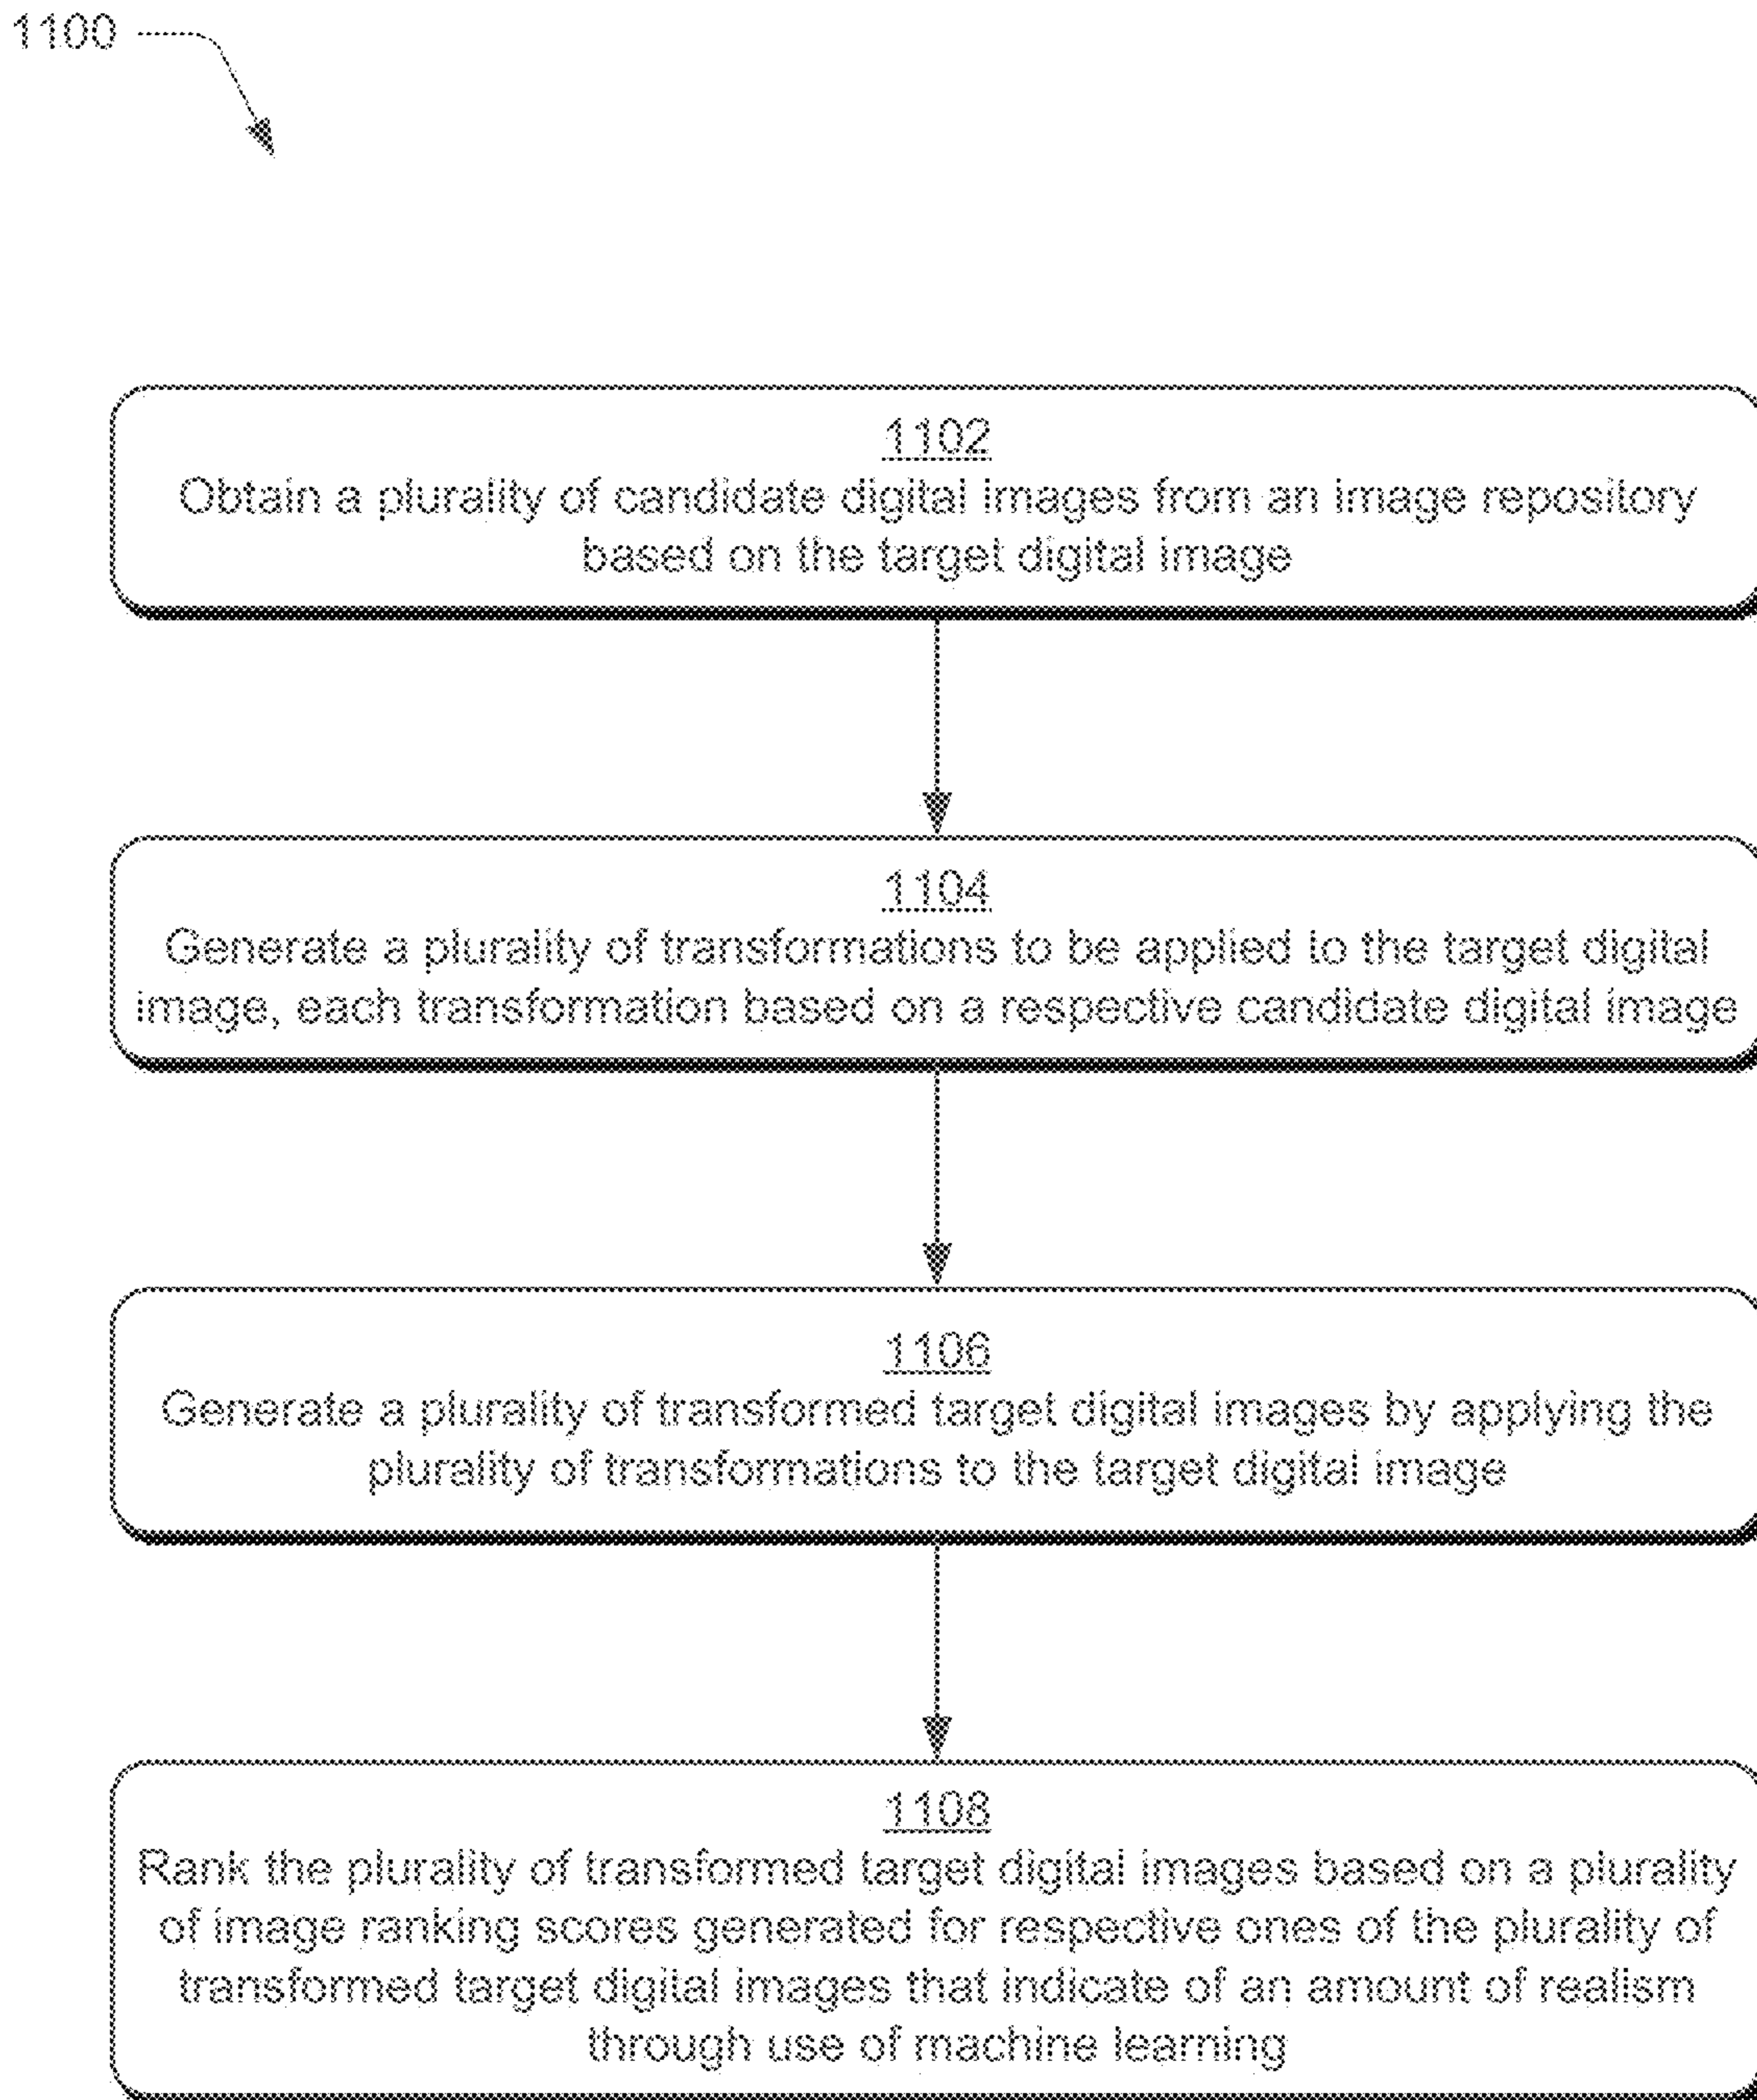 1100
1102
Obtain a plurality of candidate digital images from an image repository
based on the target digital image
1104
Generate a plurality of transformations to be applied to the target digital
image, each transformation based on a respective candidate digital image
1106
Generate a plurality of transformed target digital images by applying the
plurality of transformations to the target digital image
1108
Rank the plurality of transformed target digital images based on a plurality
of image ranking scores generated for respective ones of the plurality of
transformed target digital images that indicate of an amount of realism
through use of machine learning